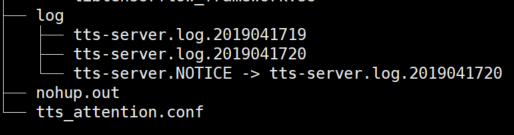 log
tts-server.log.2019041719
tts-server.log.2019041720
tts-server.NOTICE -> tts-server.log.2019041720
nohup.out
tts_attention.conf